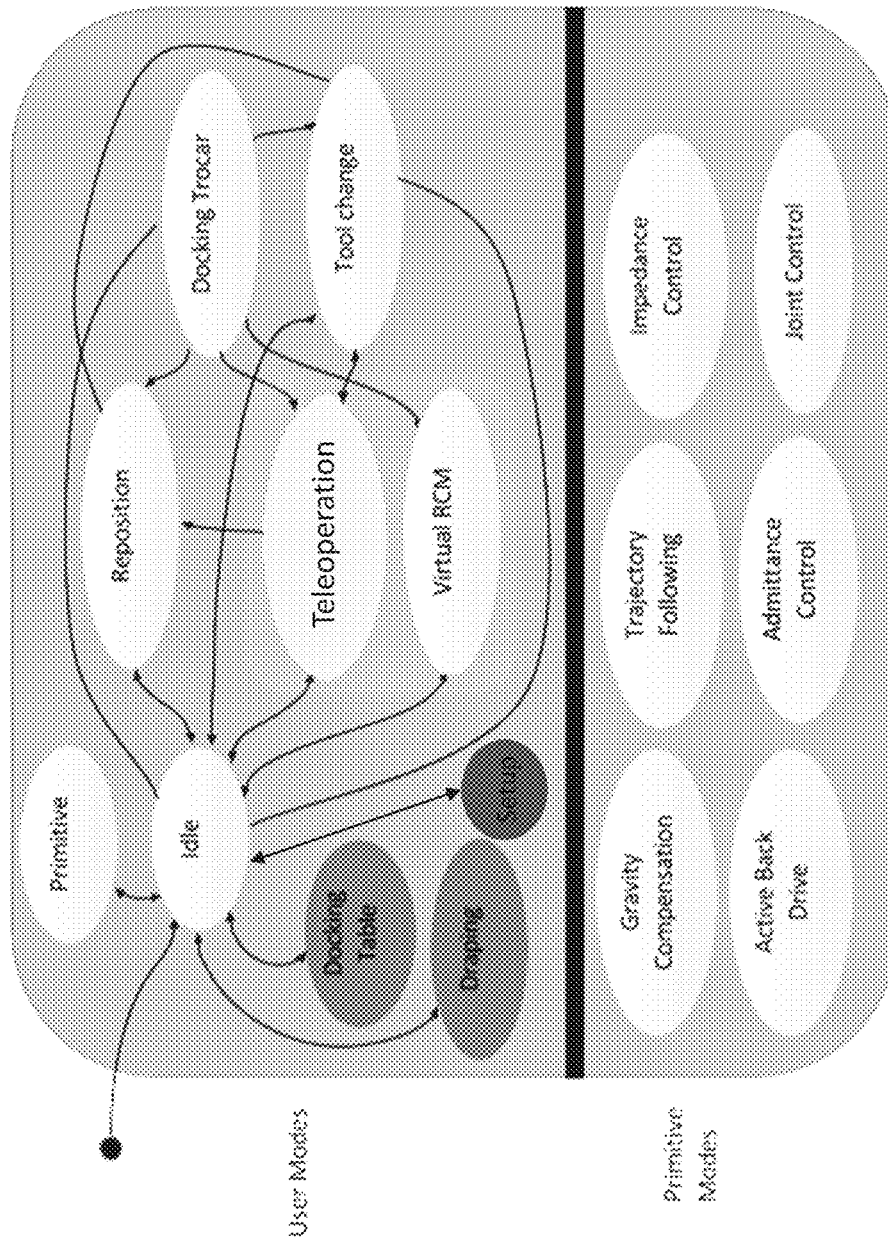 User Modes
Primitive
Idle
Docking
Table
Draping
Setup
Reposition
Teleoperation
Virtual RCM
Docking Trocar
Tool change
Primitive
Modes
Gravity
Compensation
Active Back
Drive
Trajectory
Following
Admittance
Control
Impedance
Control
Joint Control